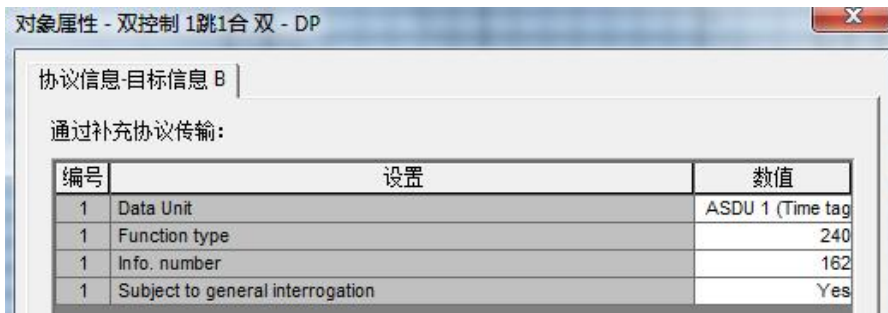 对象属性 - 双控制 1跳1合 双 - DP
协议信息-目标信息 B
通过补充协议传输:
编号 设置 数值
1 Data Unit ASDU 1 (Time tag
1 Function type 240
1 Info. number 162
1 Subject to general interrogation Yes